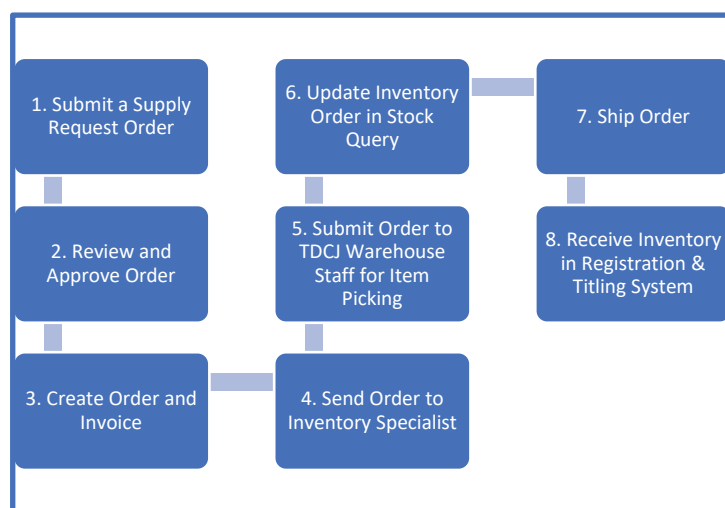 1. Submit a Supply
Request Order
2. Review and
Approve Order
3. Create Order and
Invoice
4. Send Order to
Inventory Specialist
5. Submit Order to
TDCJ Warehouse
Staff for Item
Picking
6. Update Inventory
Order in Stock
Query
7. Ship Order
8. Receive Inventory
in Registration &
Titling System